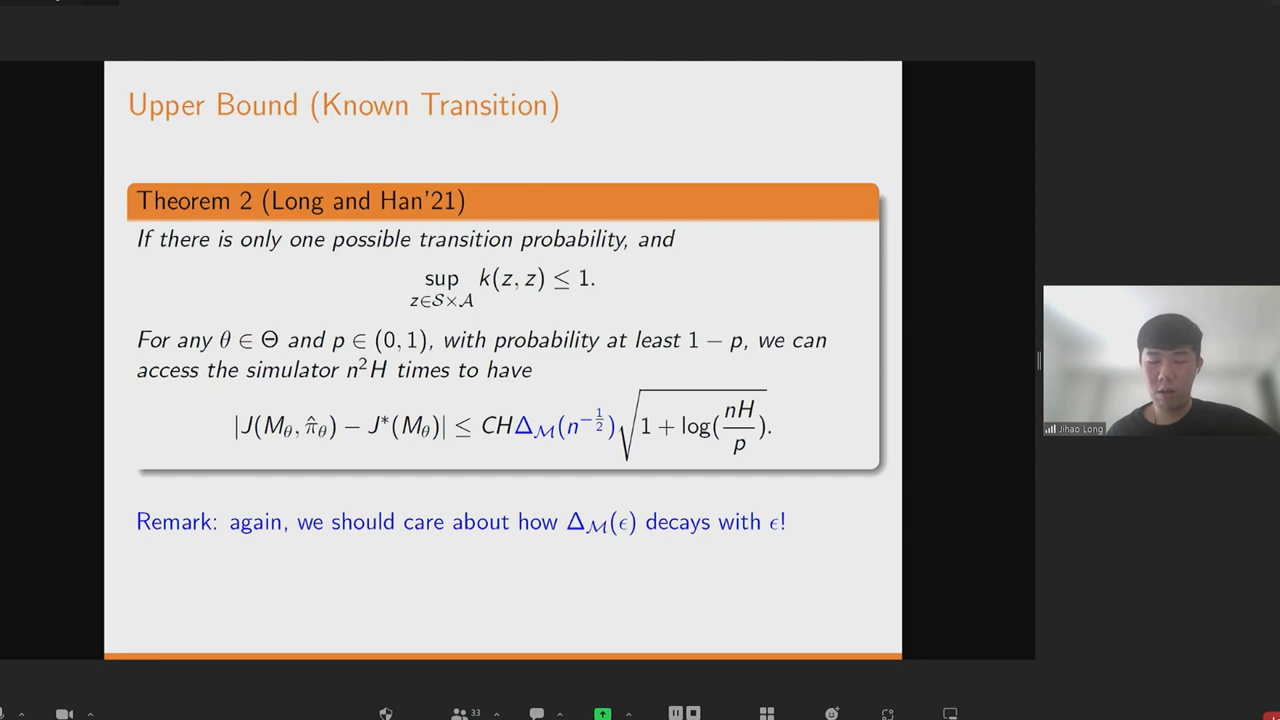 Upper Bound (Known Transition)
Theorem 2 (Long and Han'21)
If there is only one possible transition probability, and
sup k(z, z) ≤ 1.
z∈𝒮×𝒜
For any θ ∈ Θ and p ∈ (0, 1), with probability at least 1 − p, we can
access the simulator n²H times to have
|J(M_θ, π̂_θ) − J*(M_θ)| ≤ CHΔ_ℳ(n^{−1/2})√(1 + log(nH/p)).
Remark: again, we should care about how Δ_ℳ(ϵ) decays with ϵ!
Jihao Long
33